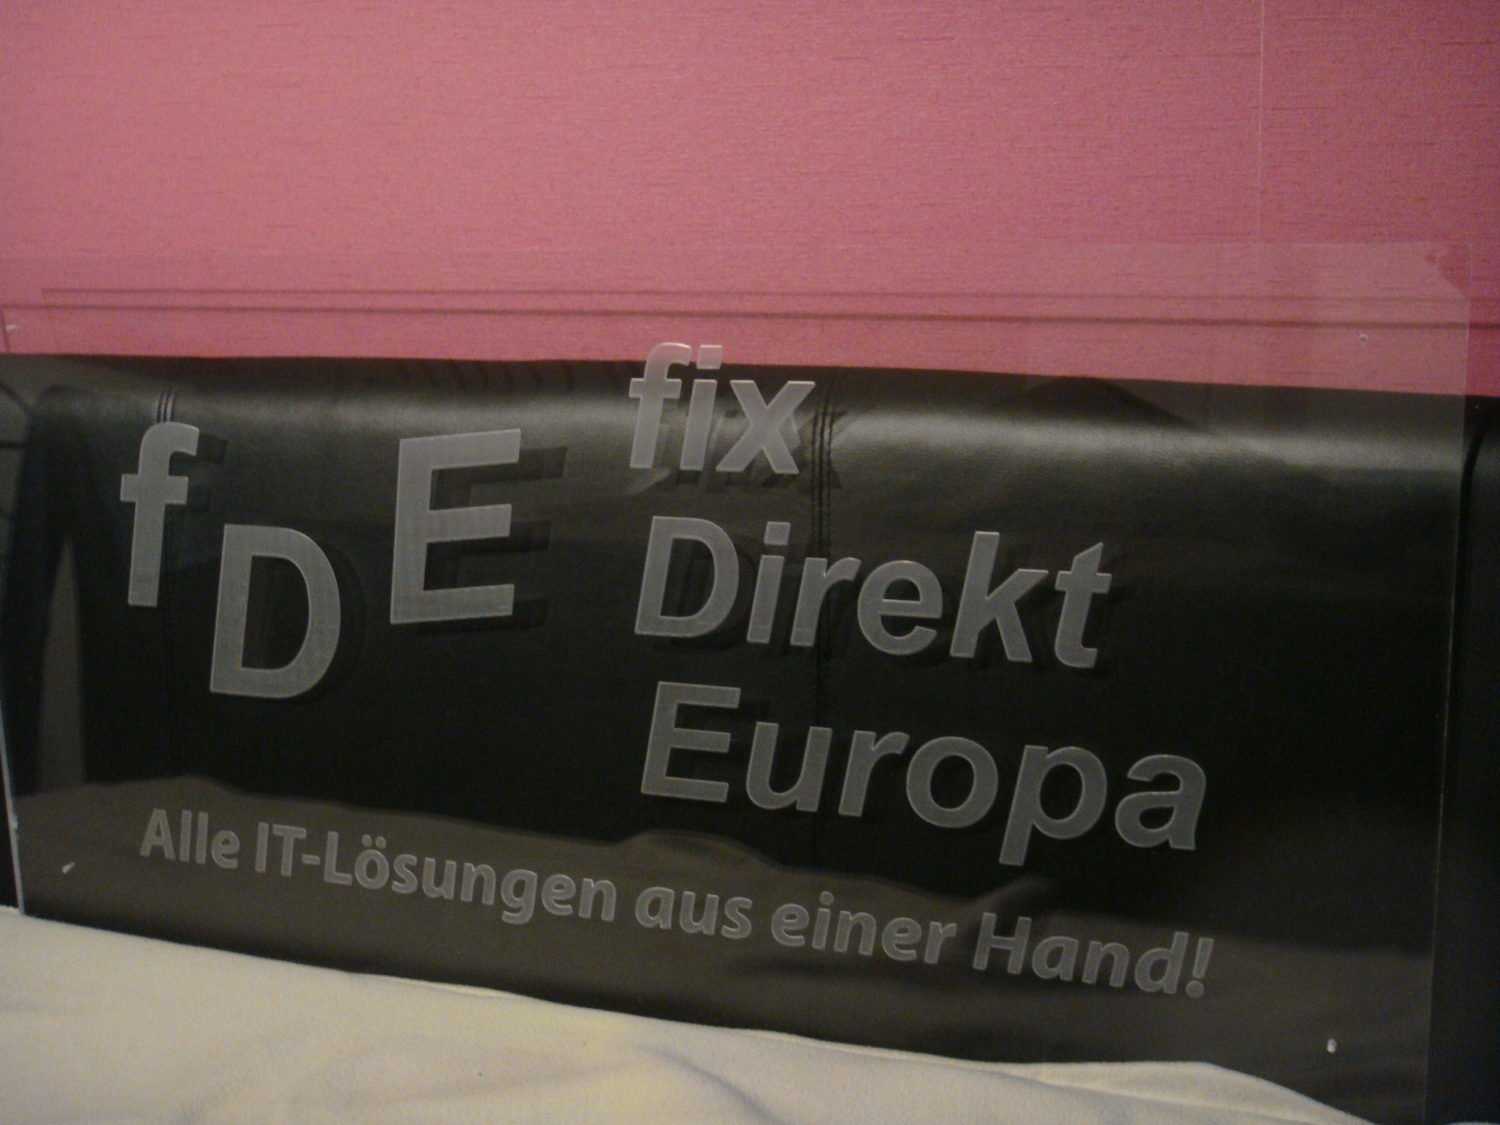 fDE
fix
Direkt
Europa
Alle IT-Lösungen aus einer Hand!